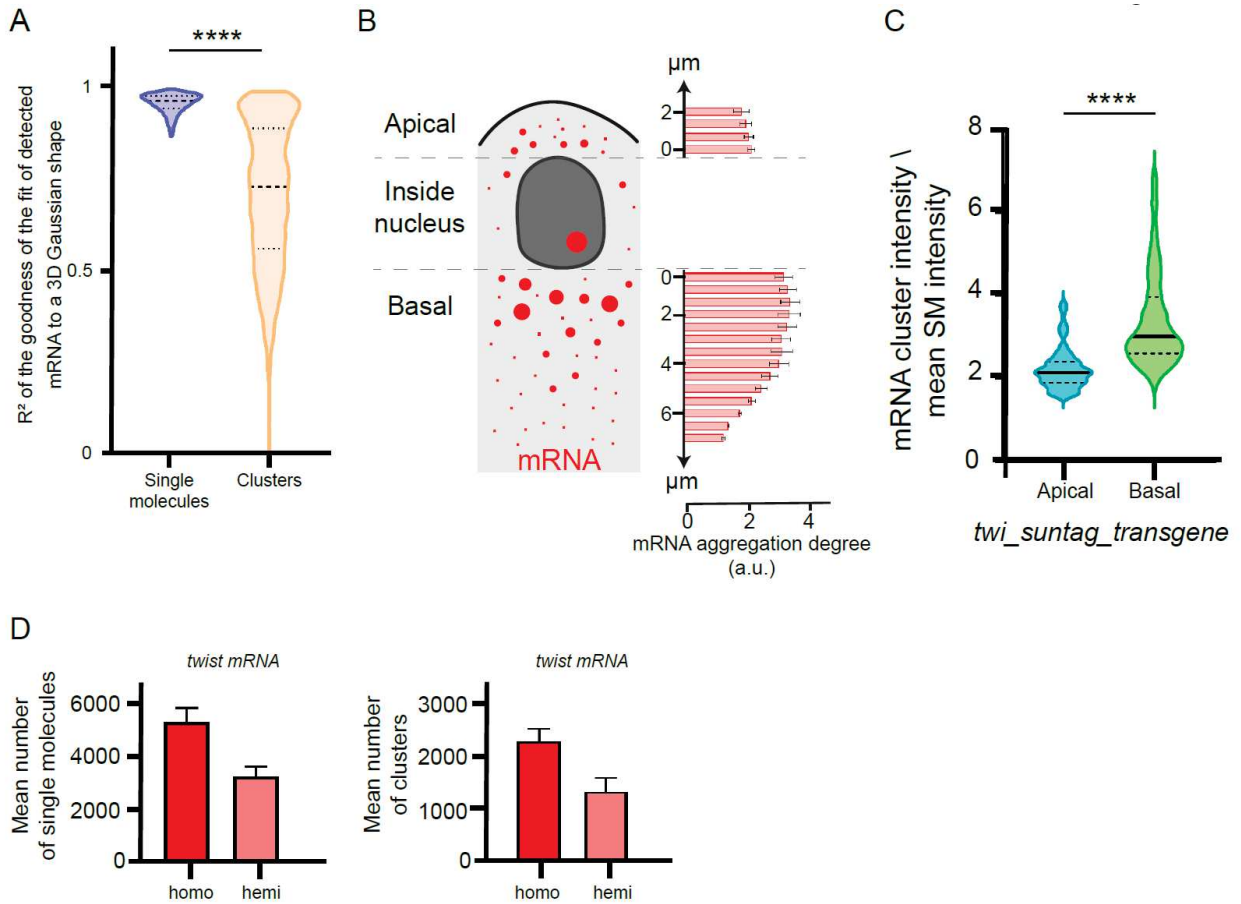 A
****
R² of the goodness of the fit of detected
mRNA to a 3D Gaussian shape
1
0.5
0
Single
molecules
Clusters
B
Apical
Inside
nucleus
Basal
mRNA
µm
2
0
0
2
4
6
µm
0 2 4
mRNA aggregation degree
(a.u.)
C
****
mRNA cluster intensity \
mean SM intensity
8
6
4
2
0
Apical Basal
twi_suntag_transgene
D
twist mRNA
Mean number
of single molecules
6000
4000
2000
0
homo hemi
twist mRNA
Mean number
of clusters
3000
2000
1000
0
homo hemi